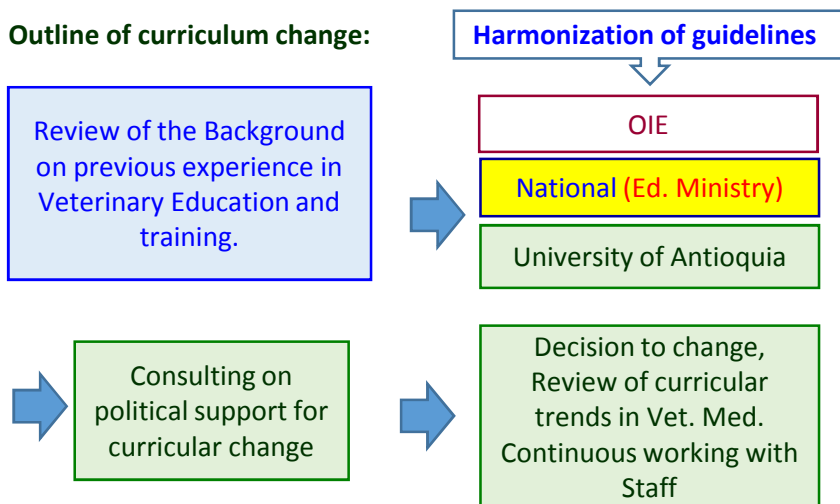 Outline of curriculum change:
Harmonization of guidelines
Review of the Background
on previous experience in
Veterinary Education and
training.
OIE
National (Ed. Ministry)
University of Antioquia
Consulting on
political support for
curricular change
Decision to change,
Review of curricular
trends in Vet. Med.
Continuous working with
Staff